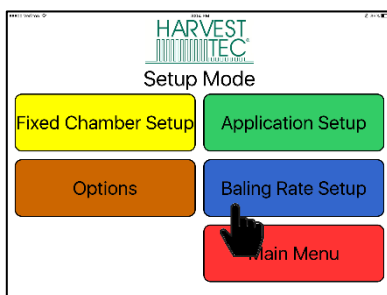 HARVEST
TEC
Setup Mode
Fixed Chamber Setup
Application Setup
Options
Baling Rate Setup
Main Menu